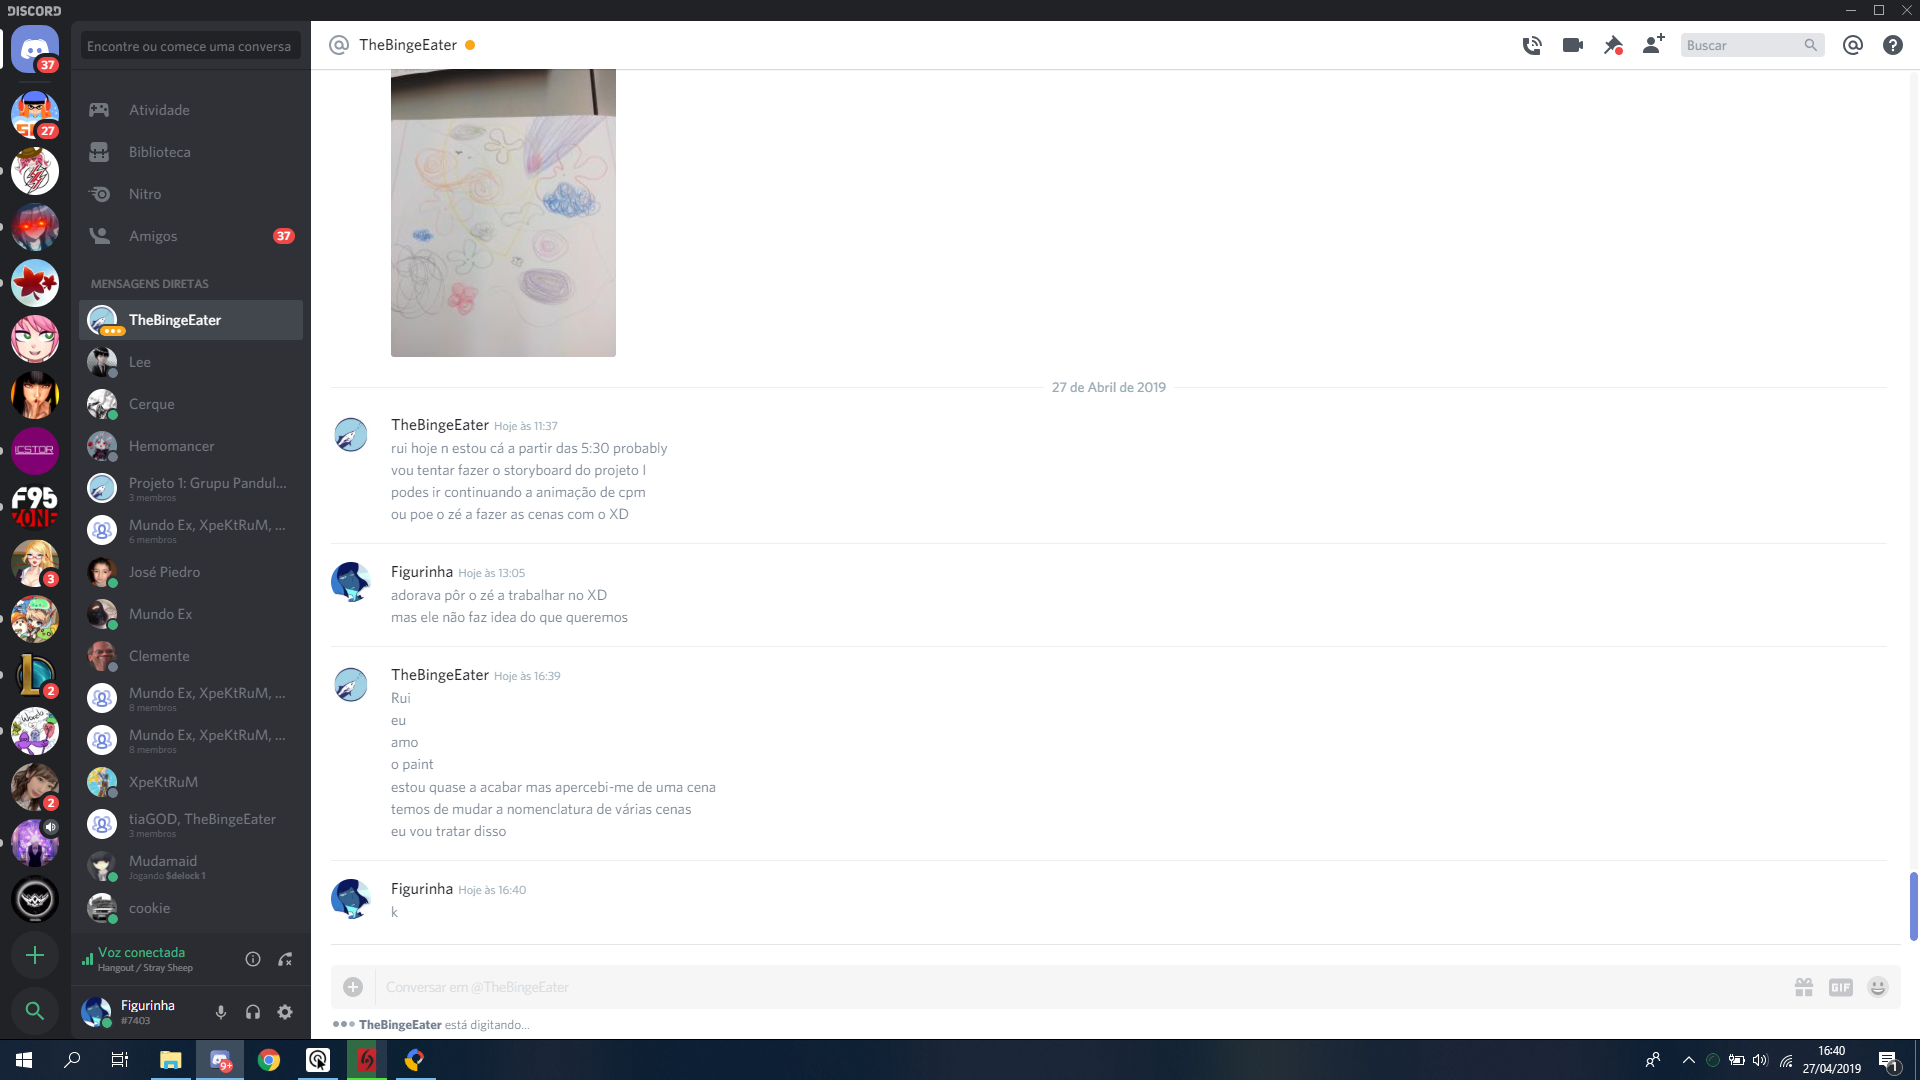 DISCORD
37
27
ICSTOR
F95
ZONE
3
2
2
Encontre ou comece uma conversa
Atividade
Biblioteca
Nitro
Amigos
37
MENSAGENS DIRETAS
TheBingeEater
Lee
Cerque
Hemomancer
Projeto 1: Grupu Pandul...
3 membros
Mundo Ex, XpeKtRuM, ...
6 membros
José Piedro
Mundo Ex
Clemente
Mundo Ex, XpeKtRuM, ...
8 membros
Mundo Ex, XpeKtRuM, ...
8 membros
XpeKtRuM
tiaGOD, TheBingeEater
3 membros
Mudamaid
Jogando $delock 1
cookie
Voz conectada
Hangout / Stray Sheep
Figurinha
#7403
TheBingeEater
Buscar
27 de Abril de 2019
TheBingeEater Hoje às 11:37
rui hoje n estou cá a partir das 5:30 probably
vou tentar fazer o storyboard do projeto I
podes ir continuando a animação de cpm
ou poe o zé a fazer as cenas com o XD
Figurinha Hoje às 13:05
adorava pôr o zé a trabalhar no XD
mas ele não faz idea do que queremos
TheBingeEater Hoje às 16:39
Rui
eu
amo
o paint
estou quase a acabar mas apercebi-me de uma cena
temos de mudar a nomenclatura de várias cenas
eu vou tratar disso
Figurinha Hoje às 16:40
k
Conversar em @TheBingeEater
GIF
TheBingeEater está digitando...
9+
16:40
27/04/2019
1